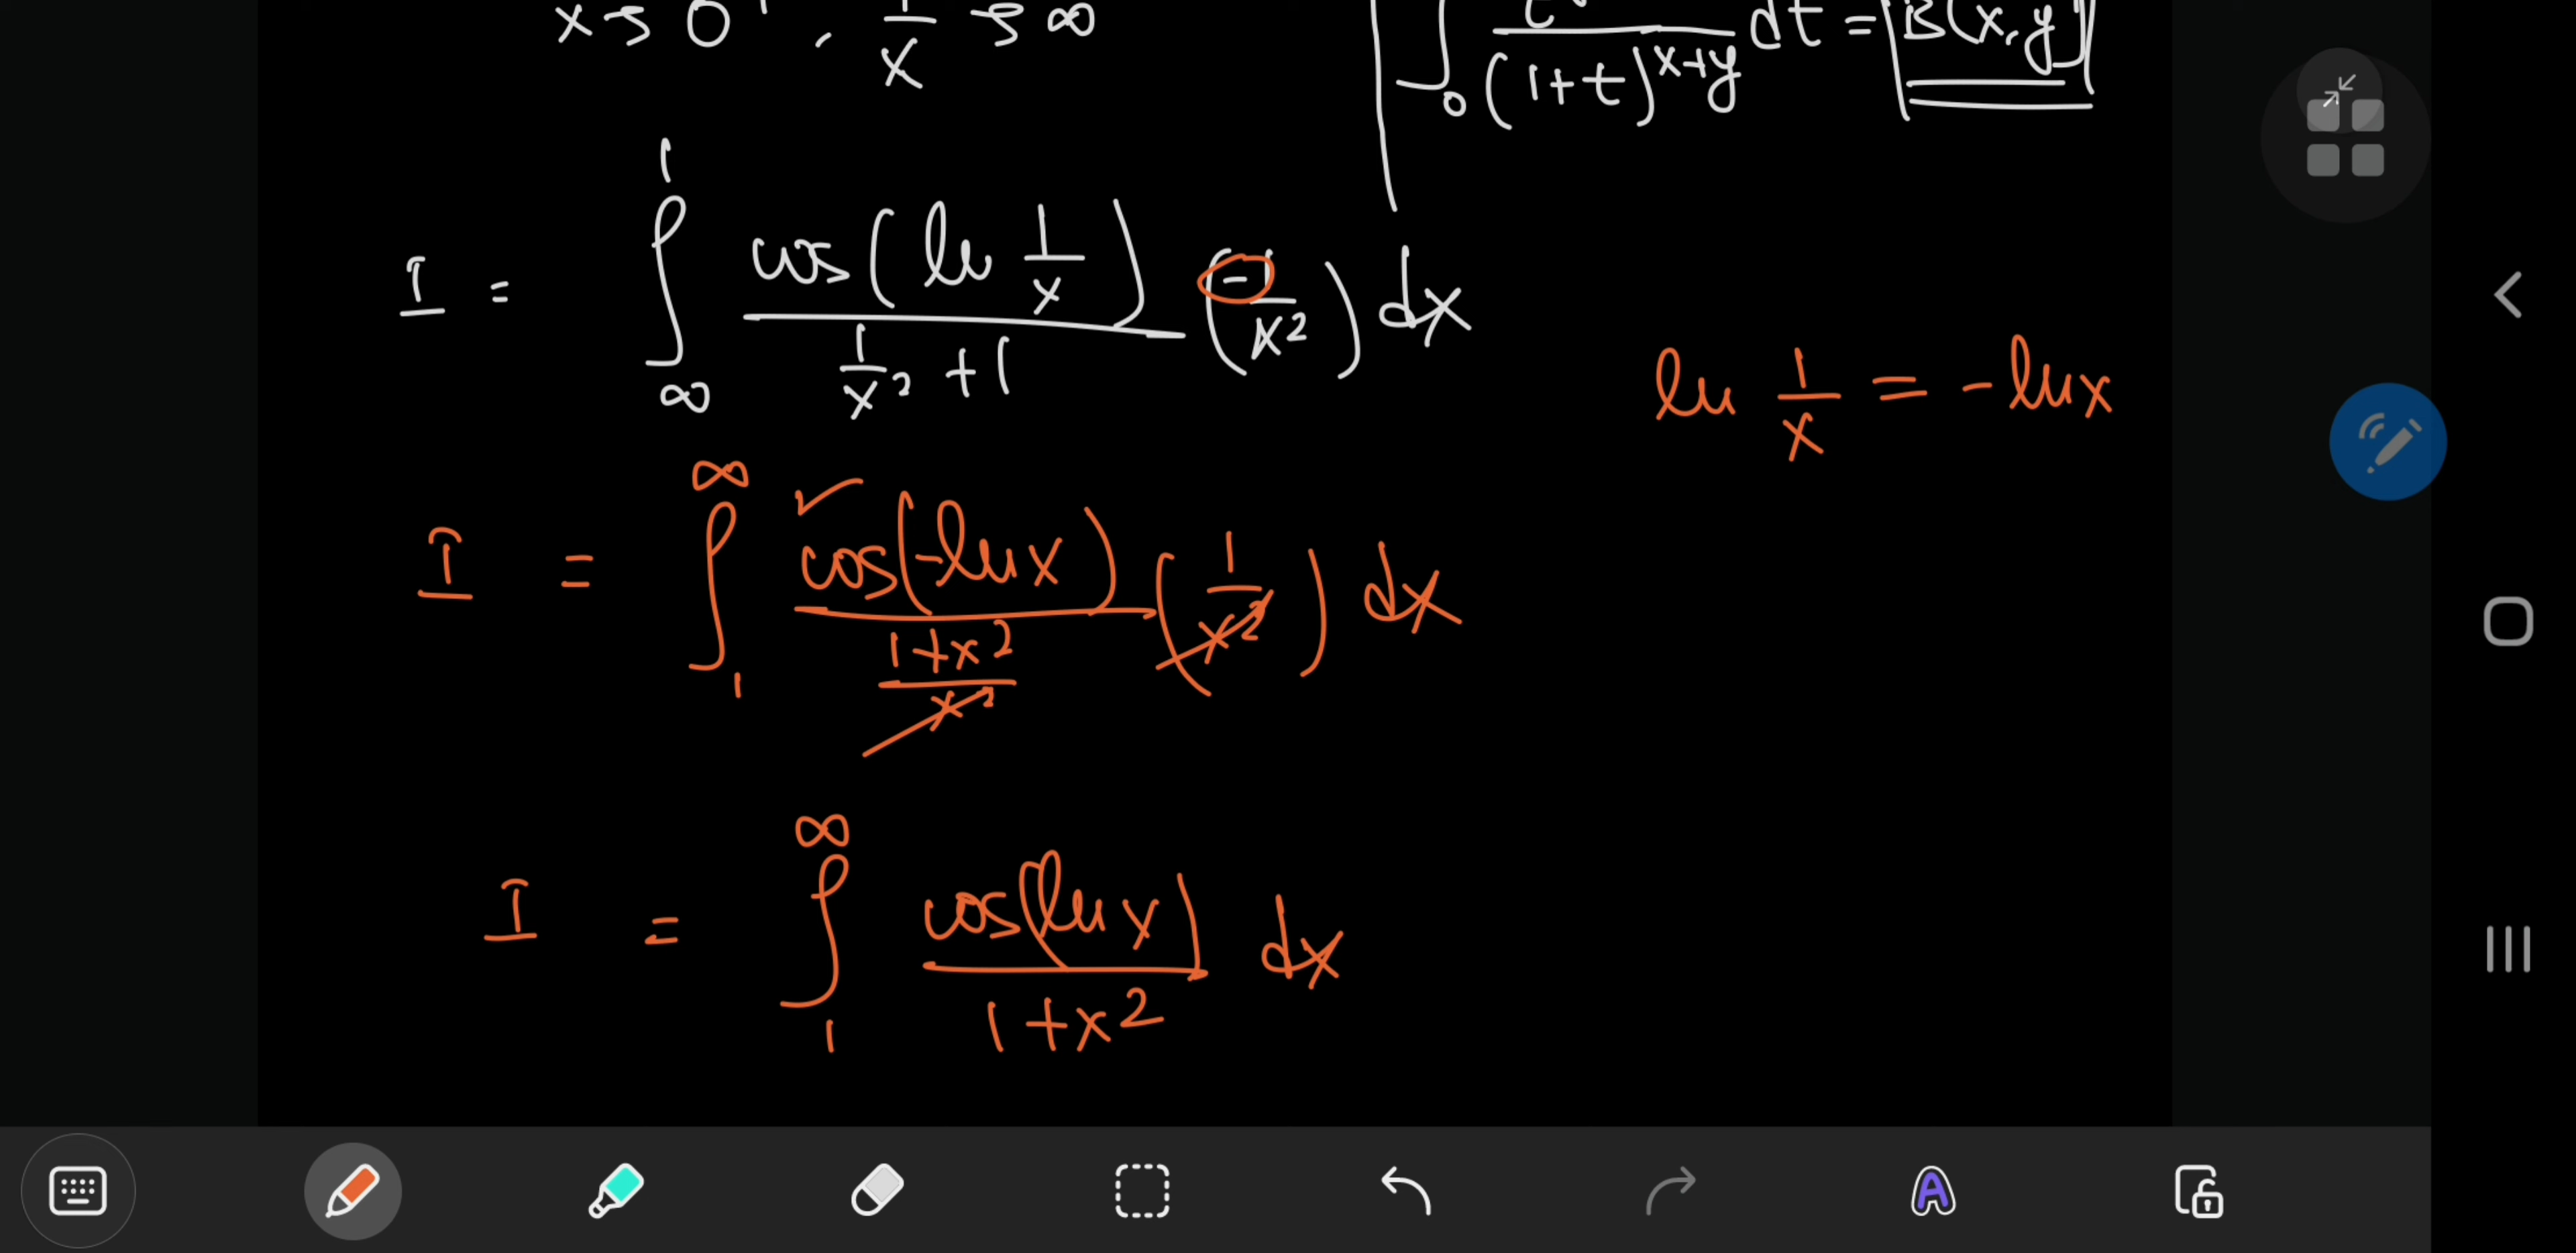 x → 0⁺, 1/x → ∞
∫₀ /(1+t)^(x+y) dt = B(x,y)
I = ∫_∞^1 cos(ln 1/x) / (1/x² + 1) (-1/x²) dx
ln 1/x = -ln x
I = ∫_1^∞ cos(-ln x) / ((1+x²)/x²) (1/x²) dx
I = ∫_1^∞ cos(ln x) / (1+x²) dx
A